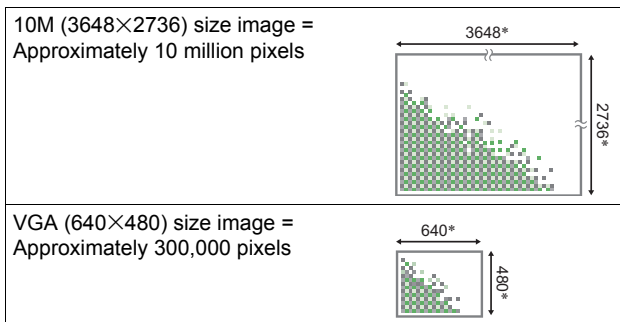 10M (3648×2736) size image =
Approximately 10 million pixels
3648*
2736*
VGA (640×480) size image =
Approximately 300,000 pixels
640*
480*